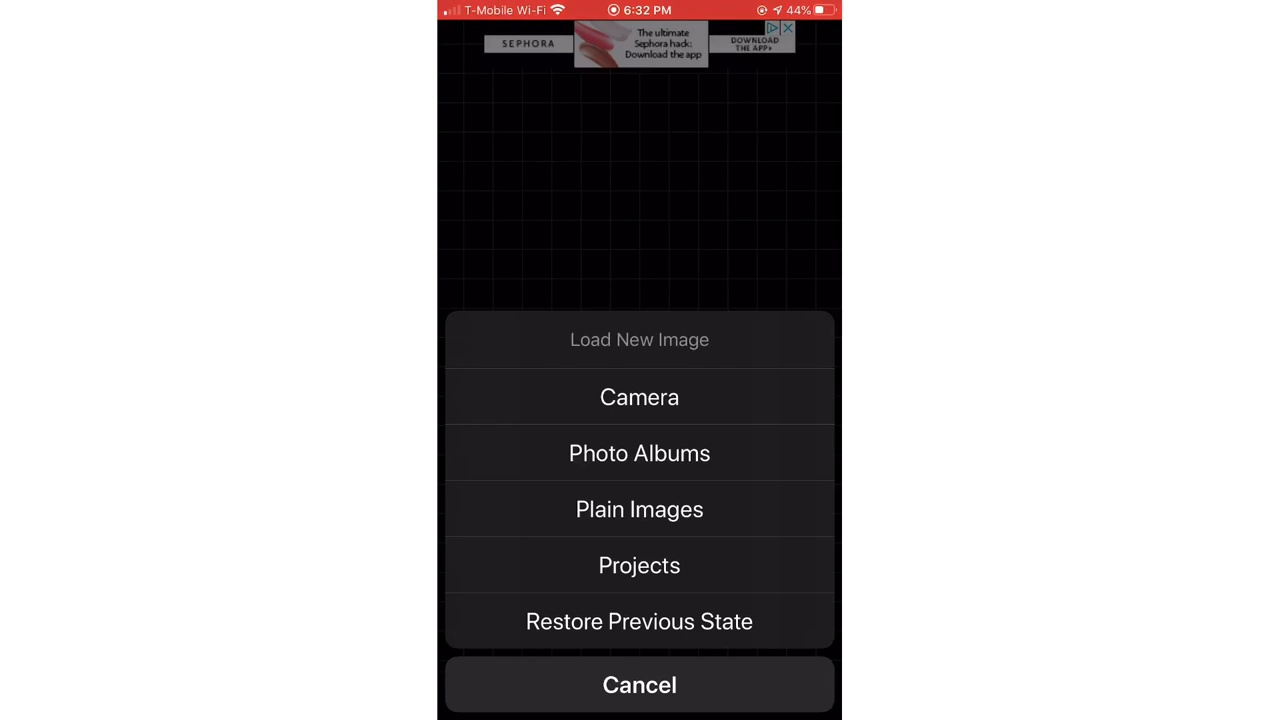 T-Mobile Wi-Fi 6:32 PM 44%
SEPHORA
The ultimate
Sephora hack:
Download the app
DOWNLOAD
THE APP
Load New Image
Camera
Photo Albums
Plain Images
Projects
Restore Previous State
Cancel